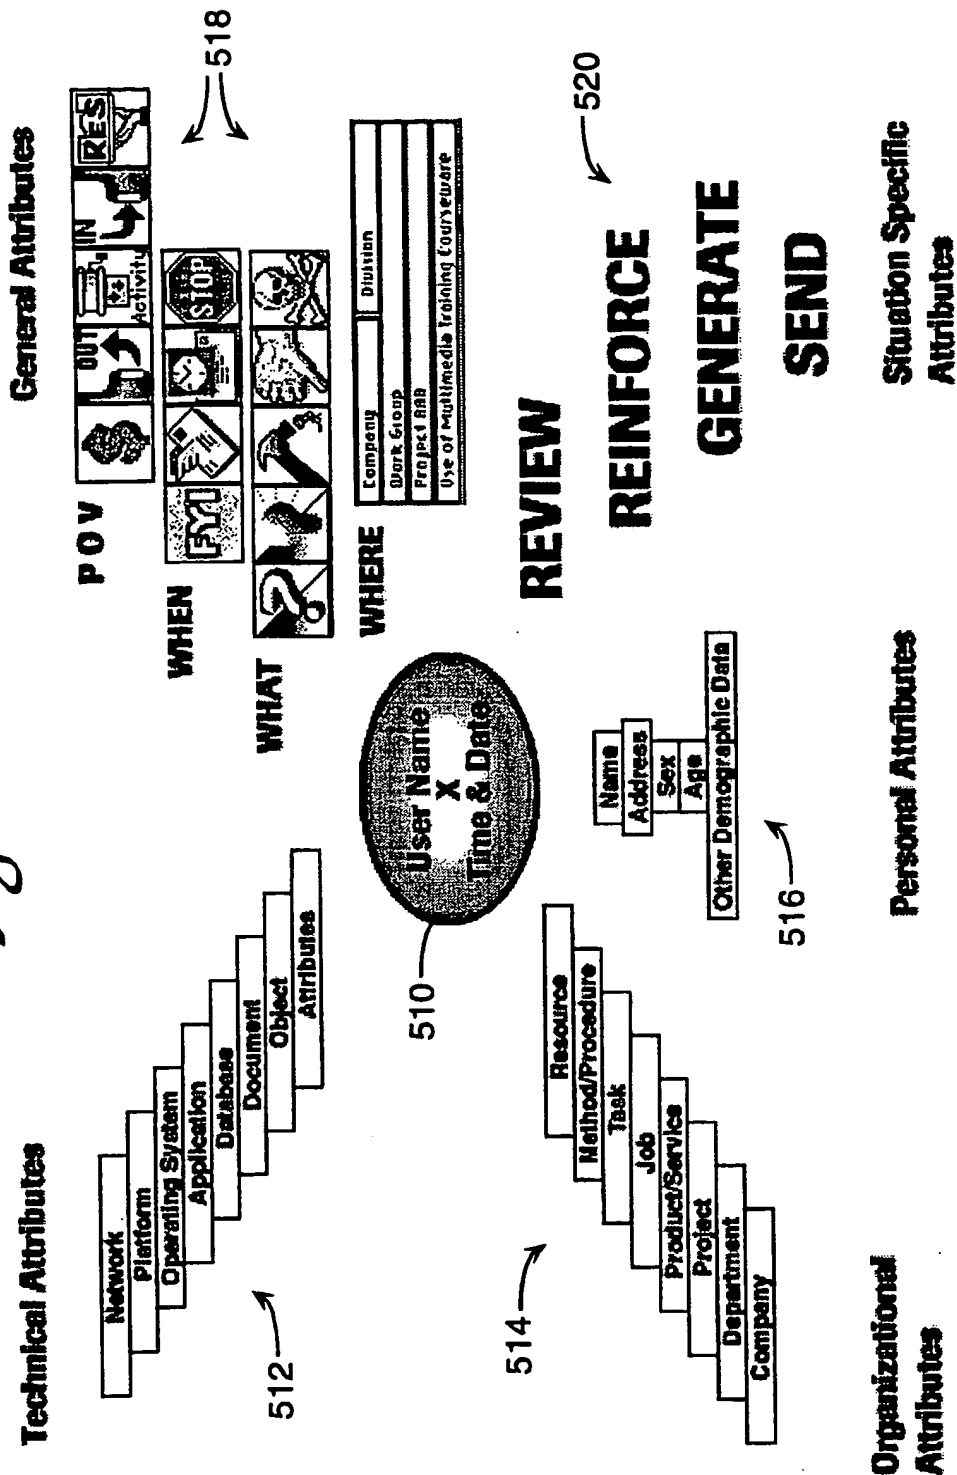 Technical Attributes
Network
Platform
Operating System
Application
Database
Document
Object
Attributes
512
General Attributes
P O V
OUT
Activity
IN
RES
WHEN
FYI
STOP
WHAT
?
WHERE
Company
Division
Work Group
Project R&D
Use of Multimedia Training Courseware
518
510
User Name
X
Time & Date
514
Resource
Method/Procedure
Task
Job
Product/Service
Project
Department
Company
Organizational
Attributes
Name
Address
Sex
Age
Other Demographic Data
516
Personal Attributes
REVIEW
REINFORCE
GENERATE
SEND
520
Situation Specific
Attributes